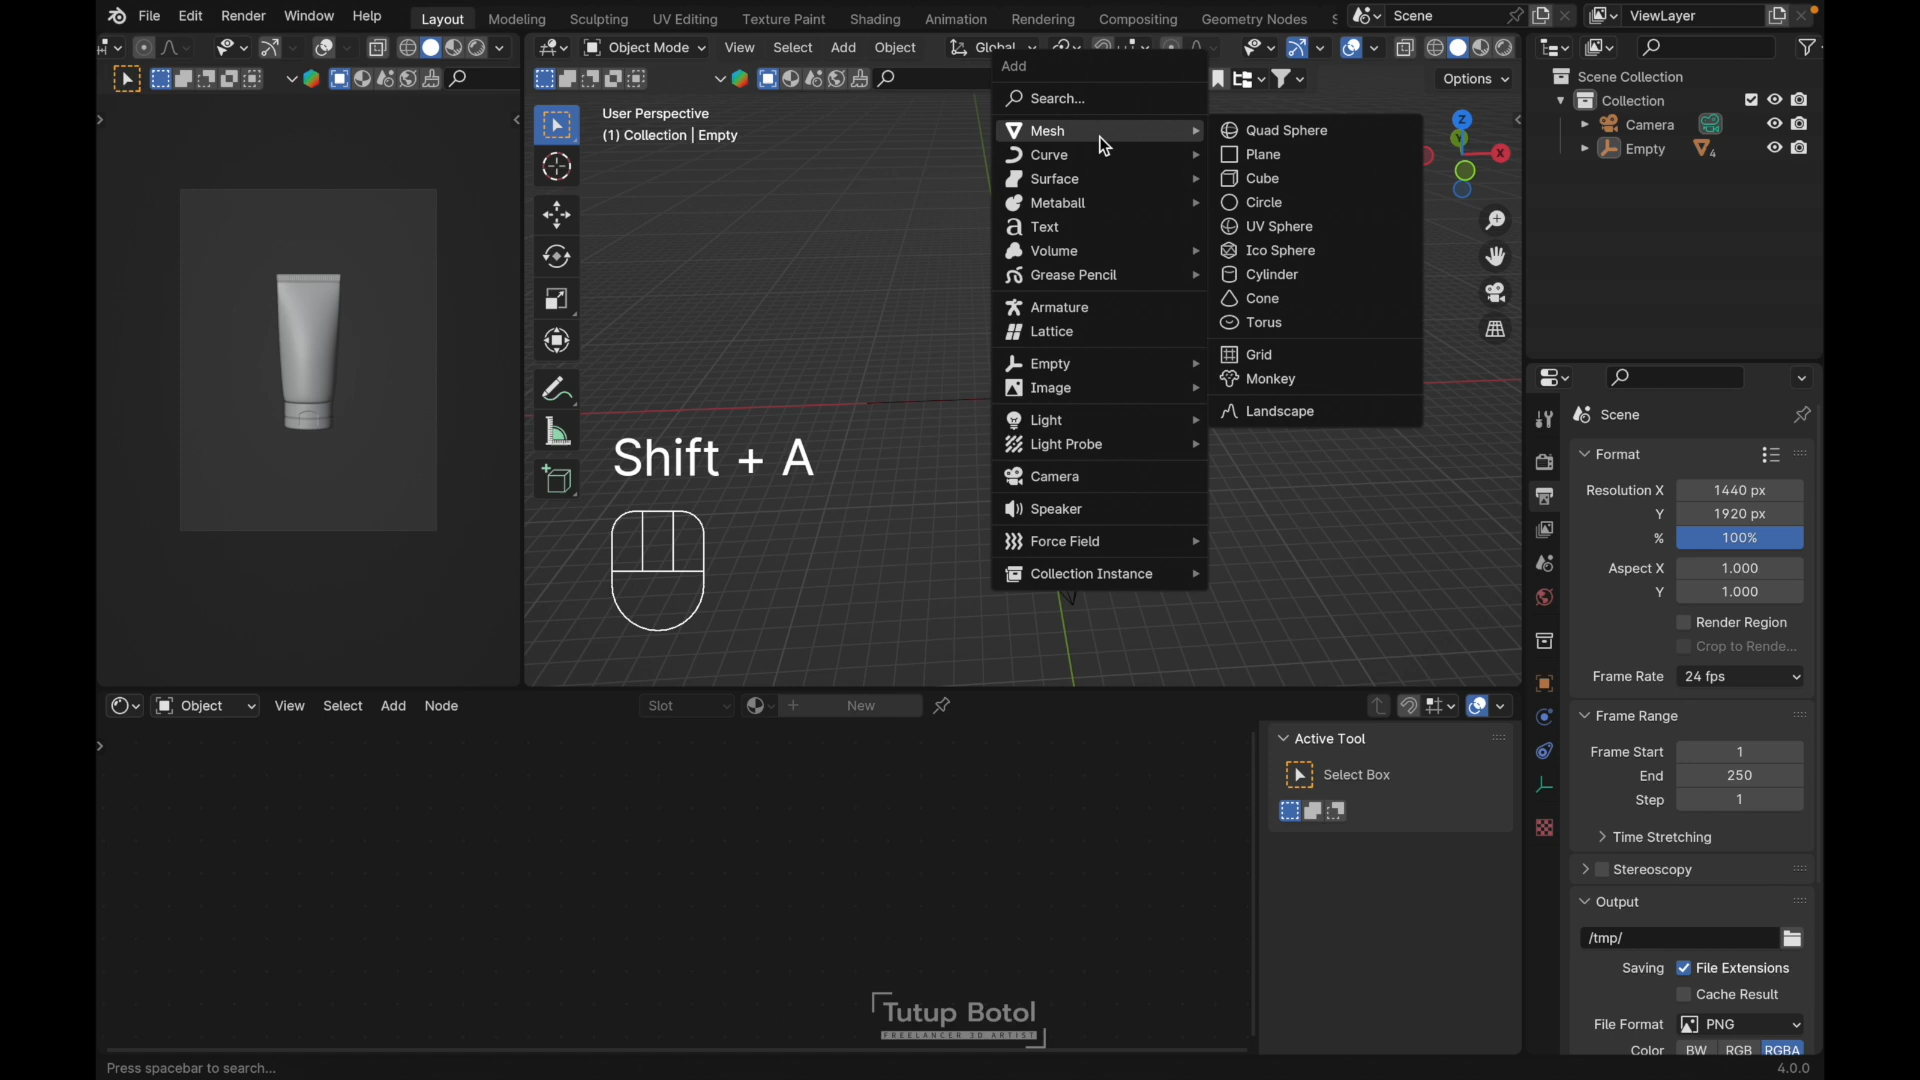 File Edit Render Window Help Layout Modeling Sculpting UV Editing Texture Paint Shading Animation Rendering Compositing Geometry Nodes Scene ViewLayer
Object Mode View Select Add Object Global
Options
User Perspective
(1) Collection | Empty
Add
Search...
Mesh
Curve
Surface
Metaball
Text
Volume
Grease Pencil
Armature
Lattice
Empty
Image
Light
Light Probe
Camera
Speaker
Force Field
Collection Instance
Quad Sphere
Plane
Cube
Circle
UV Sphere
Ico Sphere
Cylinder
Cone
Torus
Grid
Monkey
Landscape
Shift + A
Scene Collection
Collection
Camera
Empty 4
Scene
Format
Resolution X 1440 px
Y 1920 px
% 100%
Aspect X 1.000
Y 1.000
Render Region
Crop to Rende...
Frame Rate 24 fps
Frame Range
Frame Start 1
End 250
Step 1
Time Stretching
Stereoscopy
Output
/tmp/
Saving File Extensions
Cache Result
File Format PNG
Color BW RGB RGBA
Object View Select Add Node Slot New
Active Tool
Select Box
Tutup Botol
FREELANCER 3D ARTIST
Press spacebar to search...
4.0.0